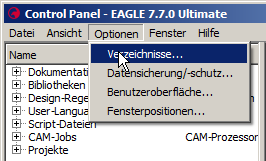 Control Panel - EAGLE 7.7.0 Ultimate
Datei Ansicht Optionen Fenster Hilfe
Name
Verzeichnisse...
Dokumentati
Datensicherung/-schutz...
Bibliotheken
Design-Rege
Benutzeroberfläche...
User-Langua
Script-Dateien
Fensterpositionen...
CAM-Jobs CAM-Prozessor
Projekte